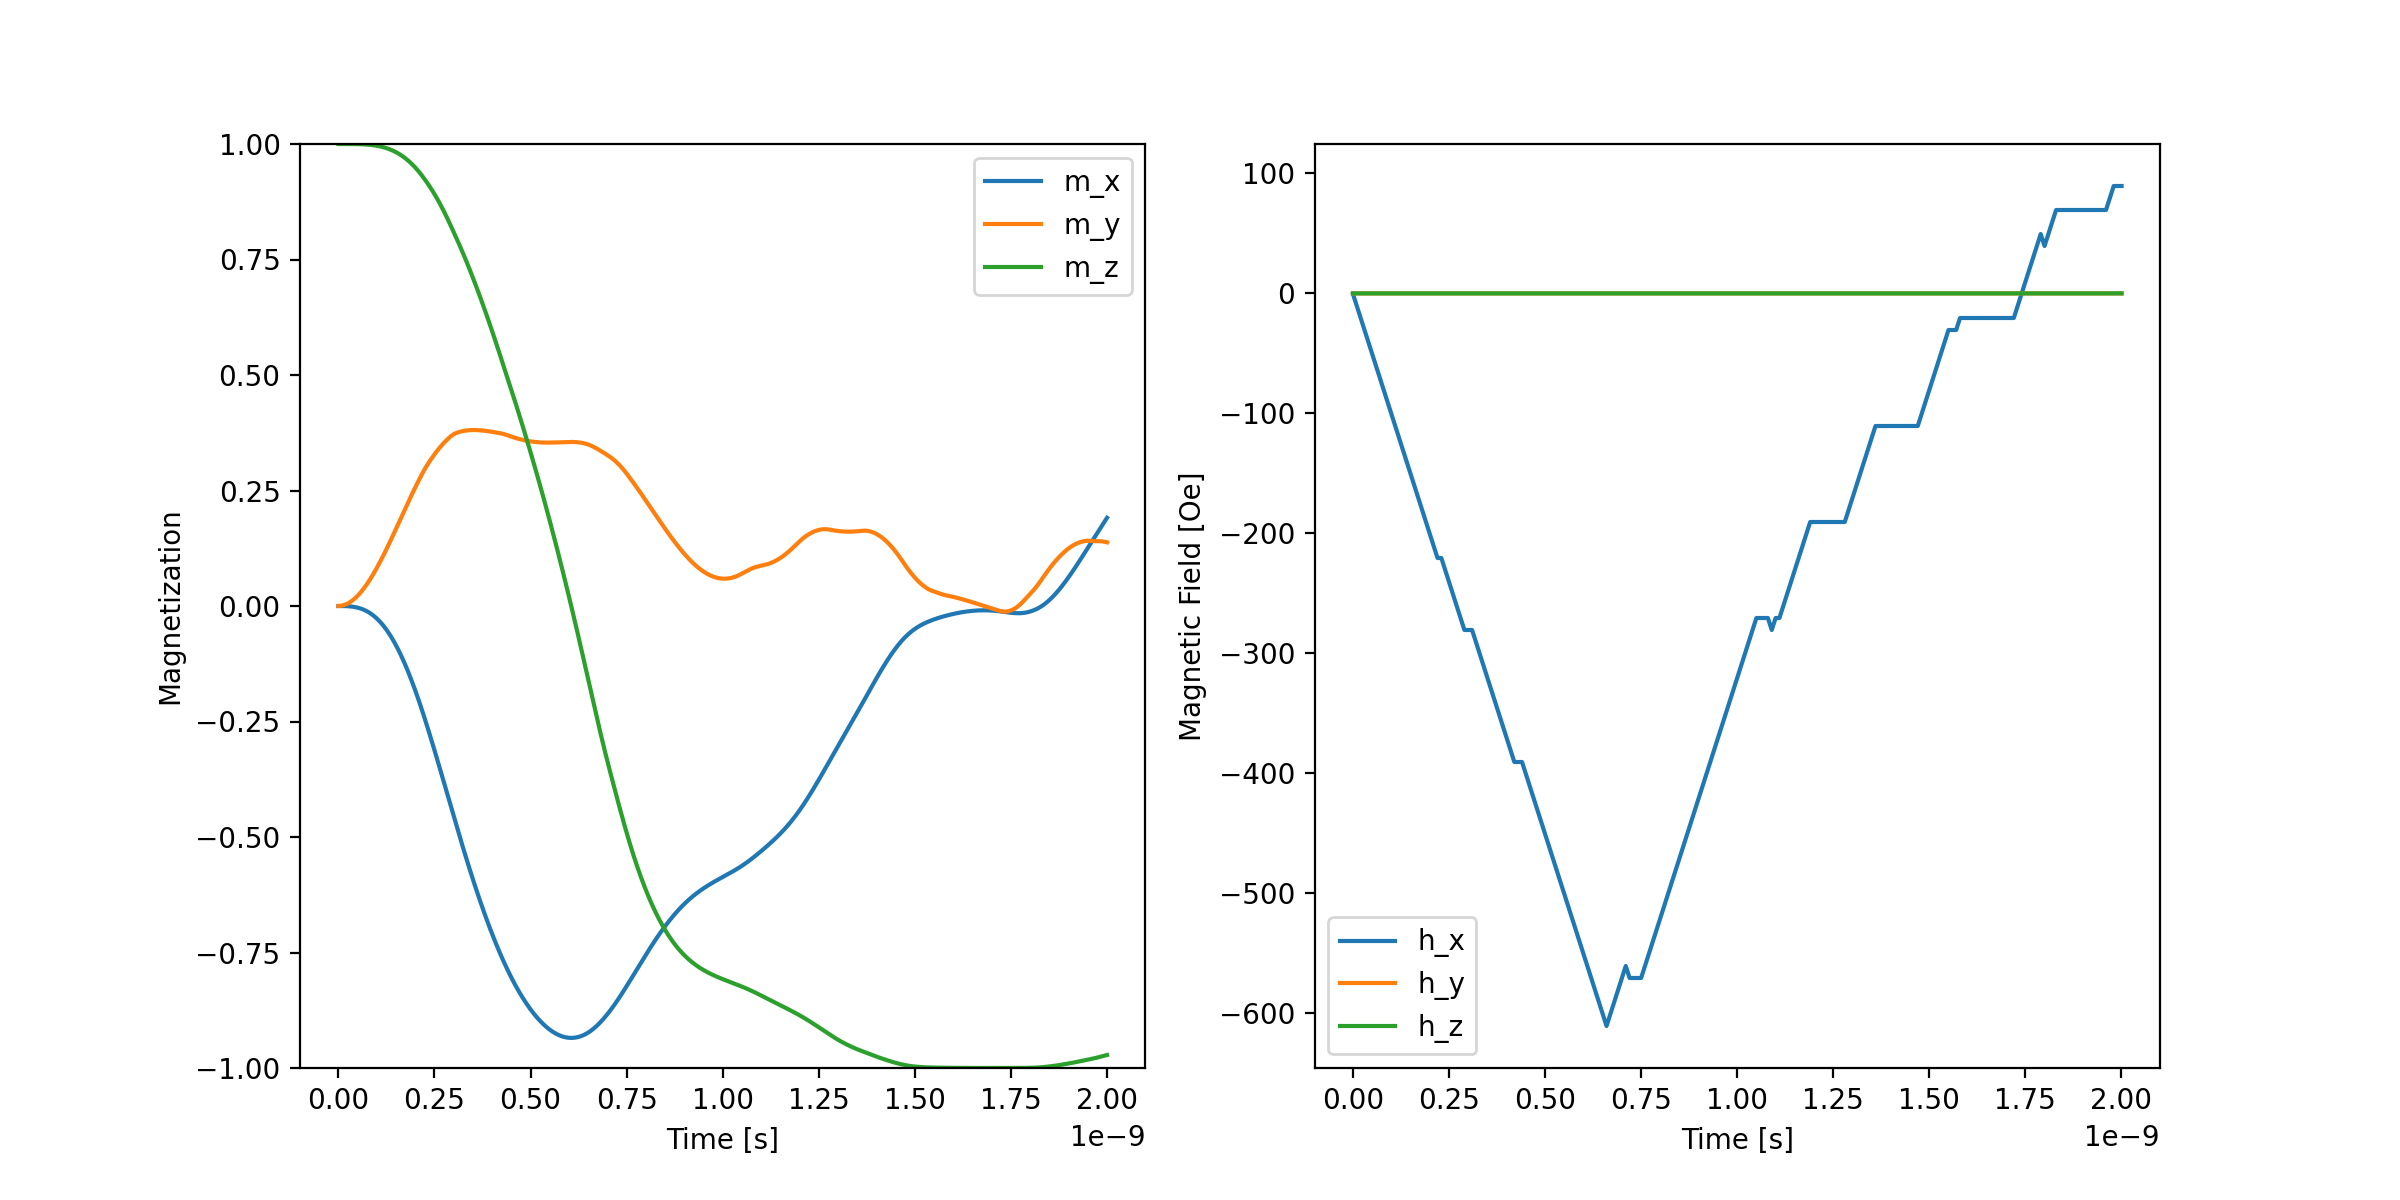 1.00
0.75
0.50
0.25
0.00
−0.25
−0.50
−0.75
−1.00
Magnetization
m_x
m_y
m_z
0.00 0.25 0.50 0.75 1.00 1.25 1.50 1.75 2.00
Time [s]
1e−9
100
0
−100
−200
−300
−400
−500
−600
Magnetic Field [Oe]
h_x
h_y
h_z
0.00 0.25 0.50 0.75 1.00 1.25 1.50 1.75 2.00
Time [s]
1e−9